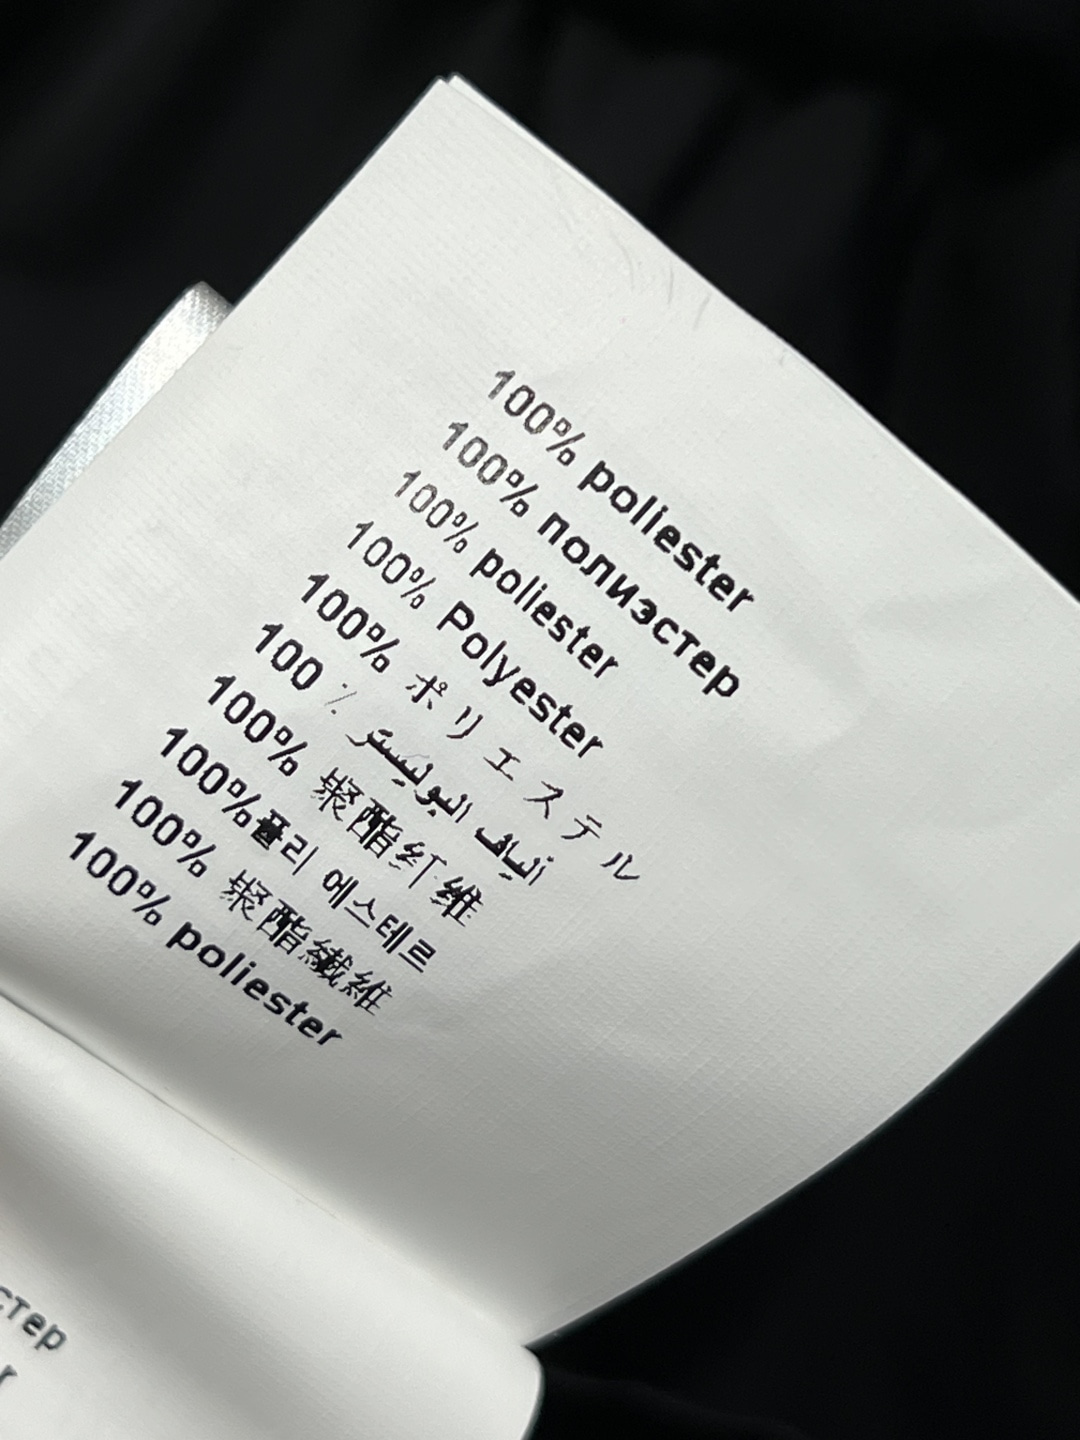 100% poliester
100% полиэстер
100% poliester
100% Polyester
100% ポリエステル
100 % ألياف البوليستر
100% 聚酯纤维
100%폴리 에스테르
100% 聚酯纖維
100% poliester